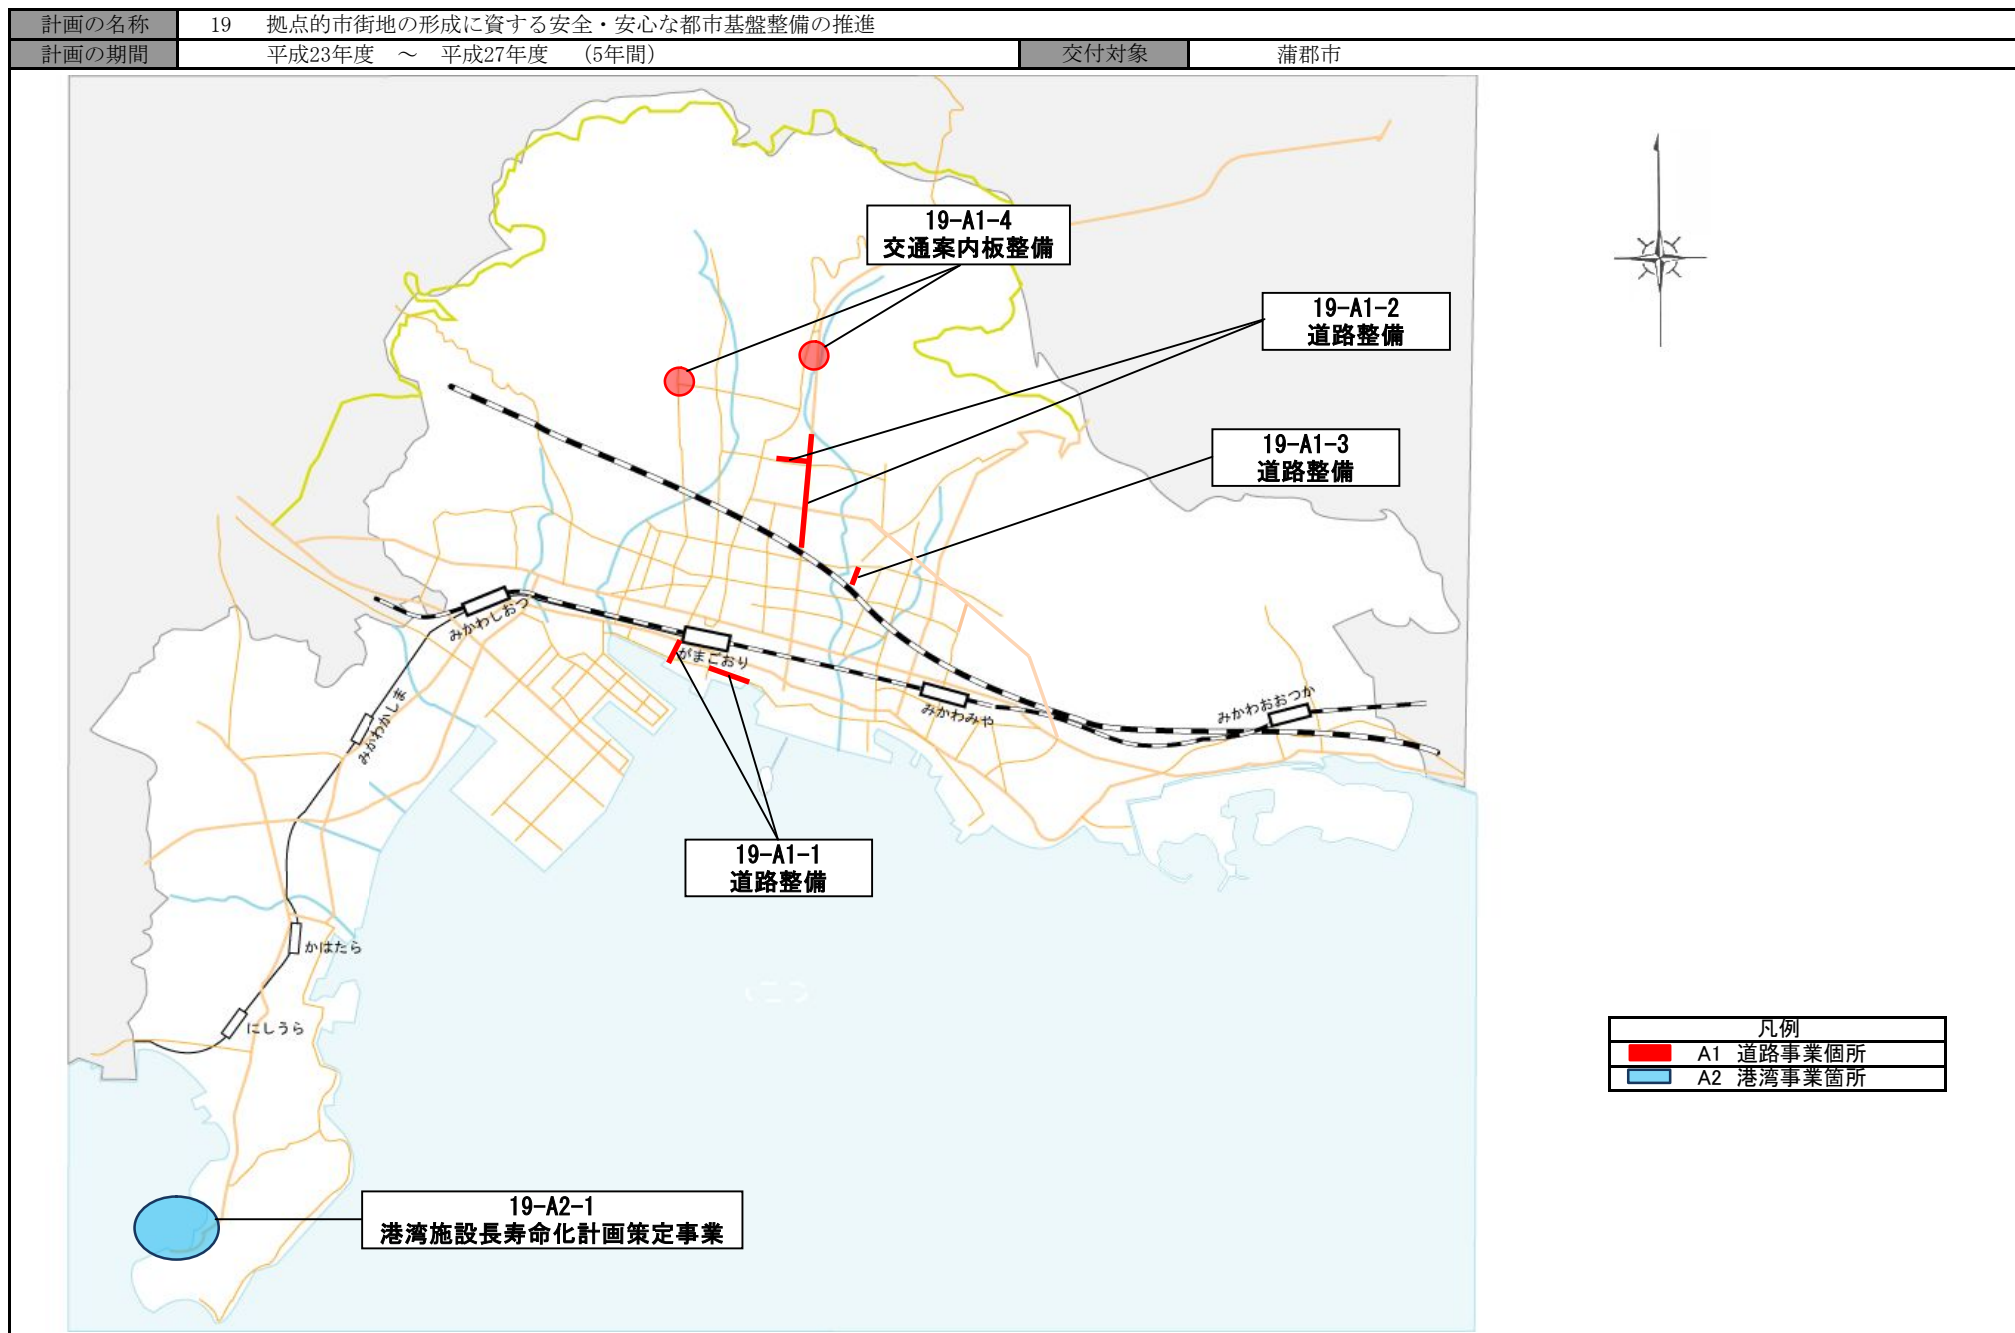 計画の名称 19 拠点的市街地の形成に資する安全・安心な都市基盤整備の推進
計画の期間 平成23年度 ～ 平成27年度 (5年間) 交付対象 蒲郡市
19-A1-4
交通案内板整備
19-A1-2
道路整備
19-A1-3
道路整備
みかわしおつ
がまごおり
みかわみや
みかわおおつか
みかわかしま
19-A1-1
道路整備
かはたら
にしうら
凡例
A1 道路事業個所
A2 港湾事業箇所
19-A2-1
港湾施設長寿命化計画策定事業